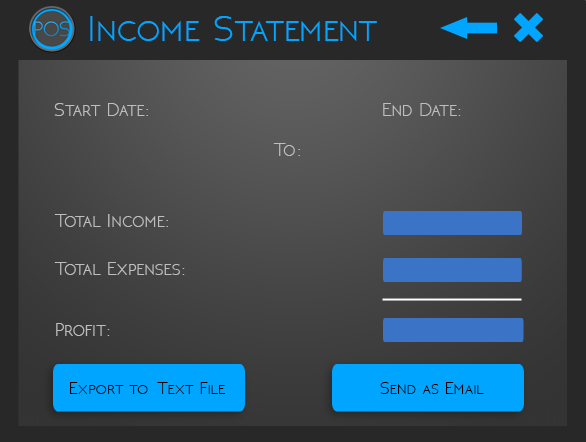 POS
Income Statement
Start Date:
End Date:
To:
Total Income:
Total Expenses:
Profit:
Export to Text File
Send as Email